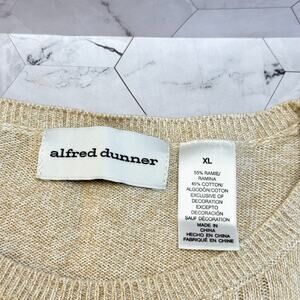 alfred dunner
XL
55% RAMIE/
RAMINA
45% COTTON/
ALGODÓN/COTON
EXCLUSIVE OF
DECORATION
EXCEPTO
DECORACIÓN
SAUF DÉCORATION
MADE IN
CHINA
HECHO EN CHINA
FABRIQUÉ EN CHINE